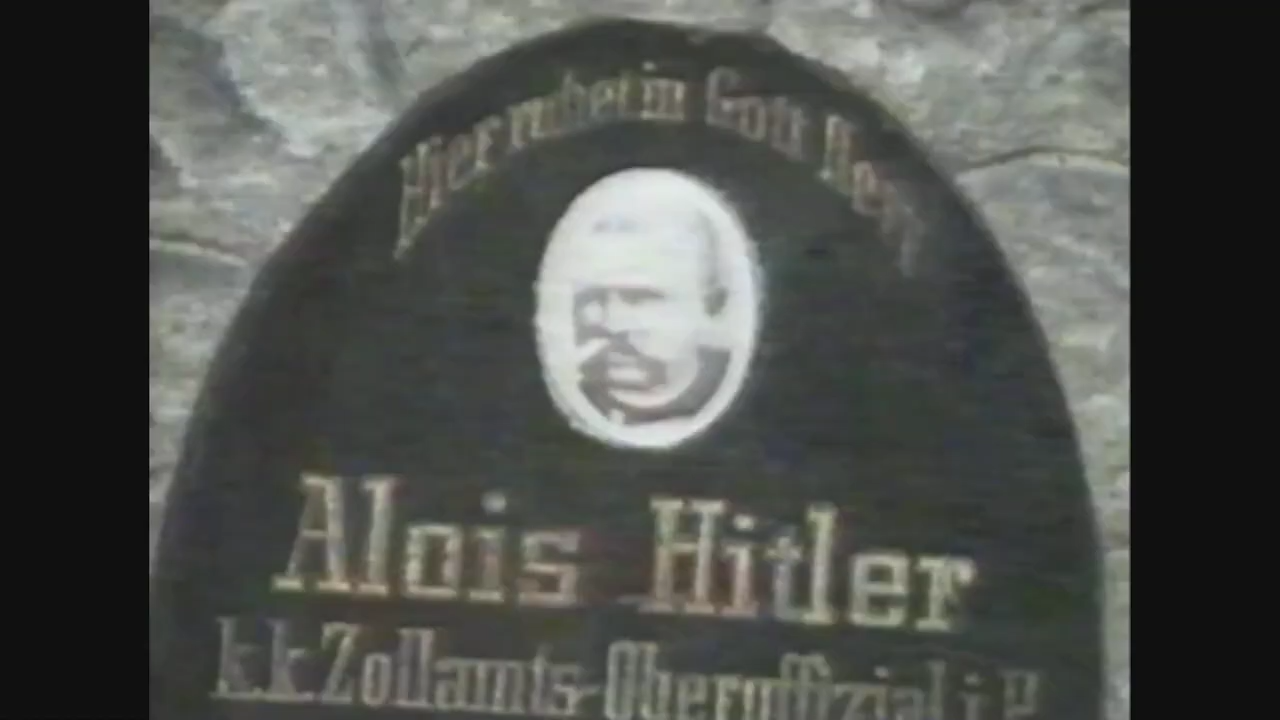 Hier ruhet in Gott Herr
Alois Hitler
k.k. Zollamts-Oberoffizial i. P.